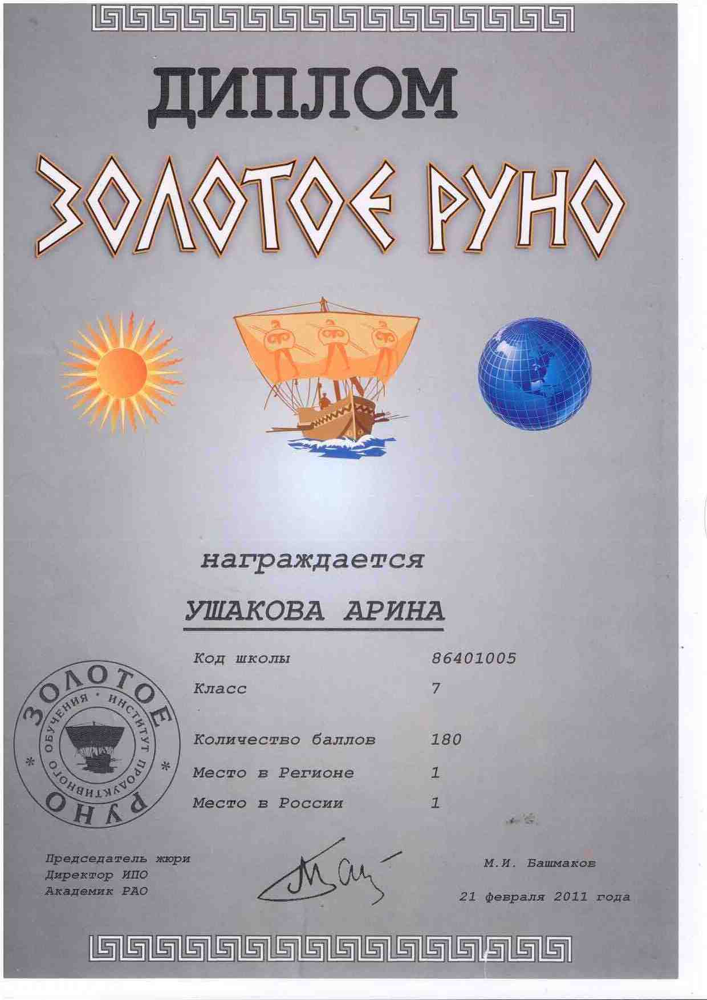 ДИПЛОМ
ЗОЛОТОЕ РУНО
награждается
УШАКОВА АРИНА
Код школы 86401005
Класс 7
Количество баллов 180
Место в Регионе 1
Место в России 1
ЗОЛОТОЕ РУНО
ИНСТИТУТ ПРОДУКТИВНОГО ОБУЧЕНИЯ
Председатель жюри
Директор ИПО
Академик РАО
М.И. Башмаков
21 февраля 2011 года